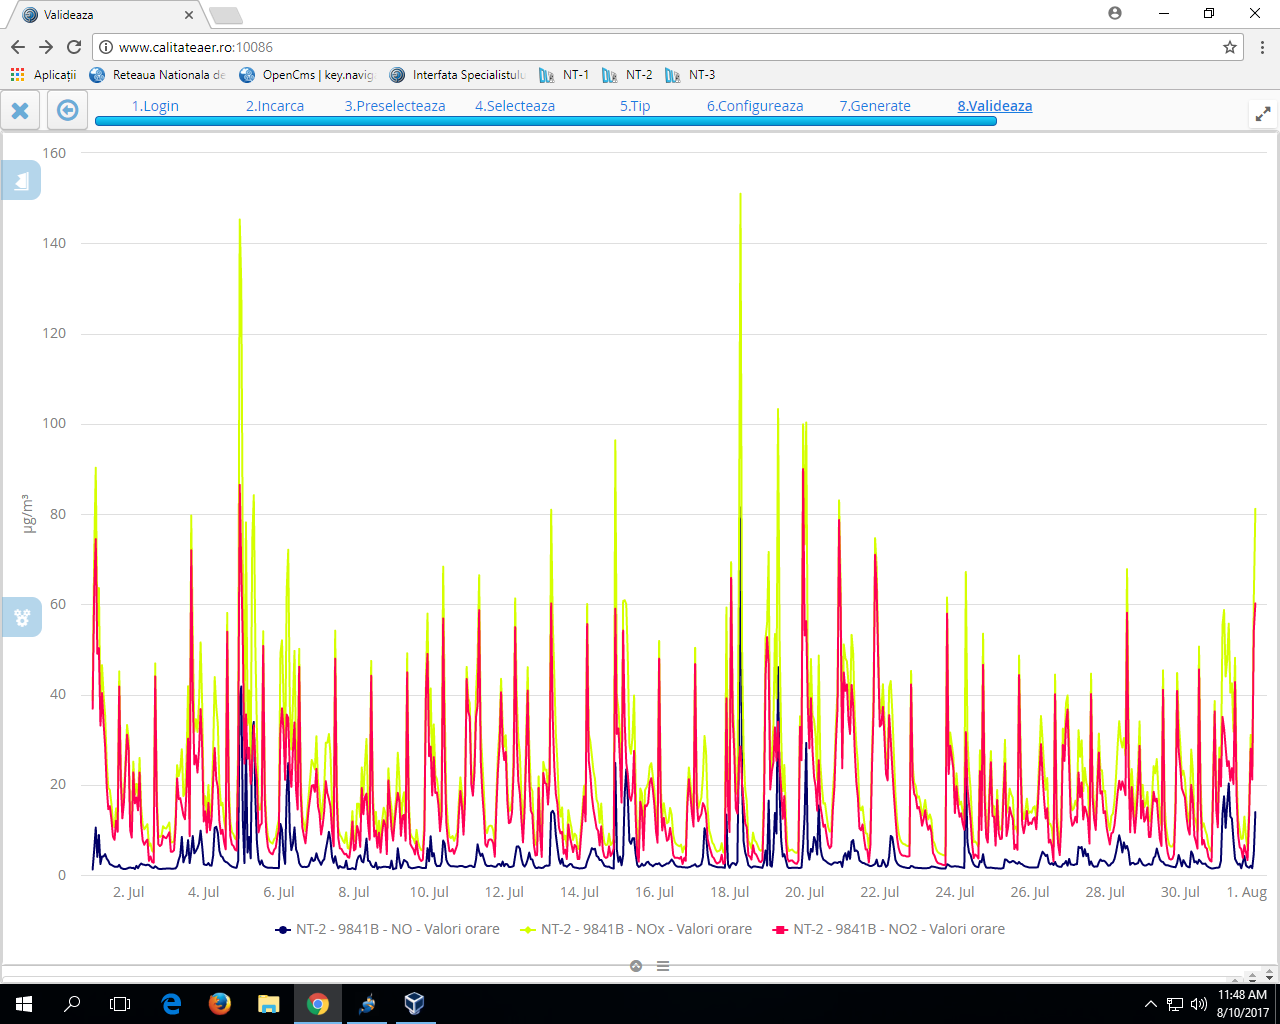 Valideaza
www.calitateaer.ro:10086
Aplicații
Reteaua Nationala de
OpenCms | key.navig
Interfata Specialistulu
NT-1
NT-2
NT-3
1.Login
2.Incarca
3.Preselecteaza
4.Selecteaza
5.Tip
6.Configureaza
7.Generate
8.Valideaza
160
140
120
100
80
60
40
20
0
µg/m³
2. Jul
4. Jul
6. Jul
8. Jul
10. Jul
12. Jul
14. Jul
16. Jul
18. Jul
20. Jul
22. Jul
24. Jul
26. Jul
28. Jul
30. Jul
1. Aug
NT-2 - 9841B - NO - Valori orare
NT-2 - 9841B - NOx - Valori orare
NT-2 - 9841B - NO2 - Valori orare
11:48 AM
8/10/2017